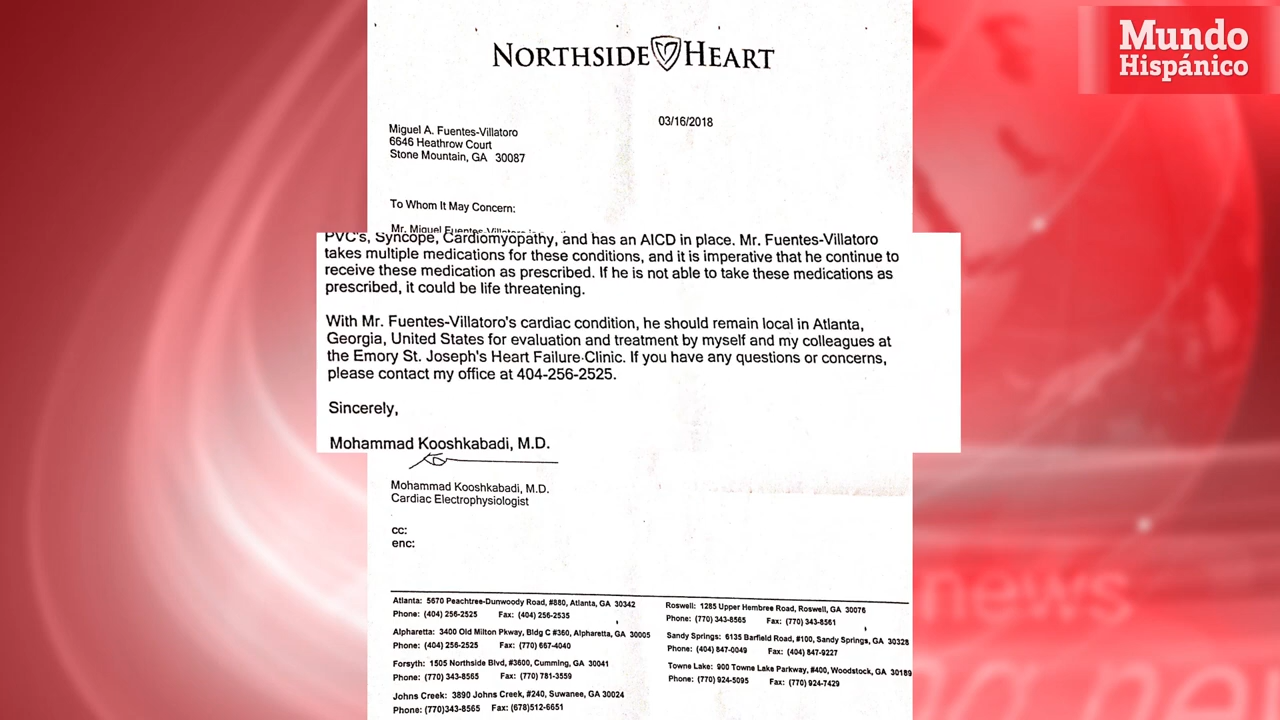 NORTHSIDE HEART
Mundo
Hispánico
03/16/2018
Miguel A. Fuentes-Villatoro
6646 Heathrow Court
Stone Mountain, GA 30087
To Whom It May Concern:
Mr. Miguel Fuentes-Villatoro
PVC's, Syncope, Cardiomyopathy, and has an AICD in place. Mr. Fuentes-Villatoro
takes multiple medications for these conditions, and it is imperative that he continue to
receive these medication as prescribed. If he is not able to take these medications as
prescribed, it could be life threatening.
With Mr. Fuentes-Villatoro's cardiac condition, he should remain local in Atlanta,
Georgia, United States for evaluation and treatment by myself and my colleagues at
the Emory St. Joseph's Heart Failure Clinic. If you have any questions or concerns,
please contact my office at 404-256-2525.
Sincerely,
Mohammad Kooshkabadi, M.D.
Mohammad Kooshkabadi, M.D.
Cardiac Electrophysiologist
cc:
enc:
Atlanta: 5670 Peachtree-Dunwoody Road, #880, Atlanta, GA 30342
Phone: (404) 256-2525 Fax: (404) 256-2535
Alpharetta: 3400 Old Milton Pkway, Bldg C #360, Alpharetta, GA 30005
Phone: (404) 256-2525 Fax: (770) 667-4040
Forsyth: 1505 Northside Blvd, #3600, Cumming, GA 30041
Phone: (770) 343-8565 Fax: (770) 781-3559
Johns Creek: 3890 Johns Creek, #240, Suwanee, GA 30024
Phone: (770)343-8565 Fax: (678)512-6651
Roswell: 1285 Upper Hembree Road, Roswell, GA 30076
Phone: (770) 343-8565 Fax: (770) 343-8561
Sandy Springs: 6135 Barfield Road, #100, Sandy Springs, GA 30328
Phone: (404) 847-0049 Fax: (404) 847-9227
Towne Lake: 900 Towne Lake Parkway, #400, Woodstock, GA 30189
Phone: (770) 924-5095 Fax: (770) 924-7429
news
ng new